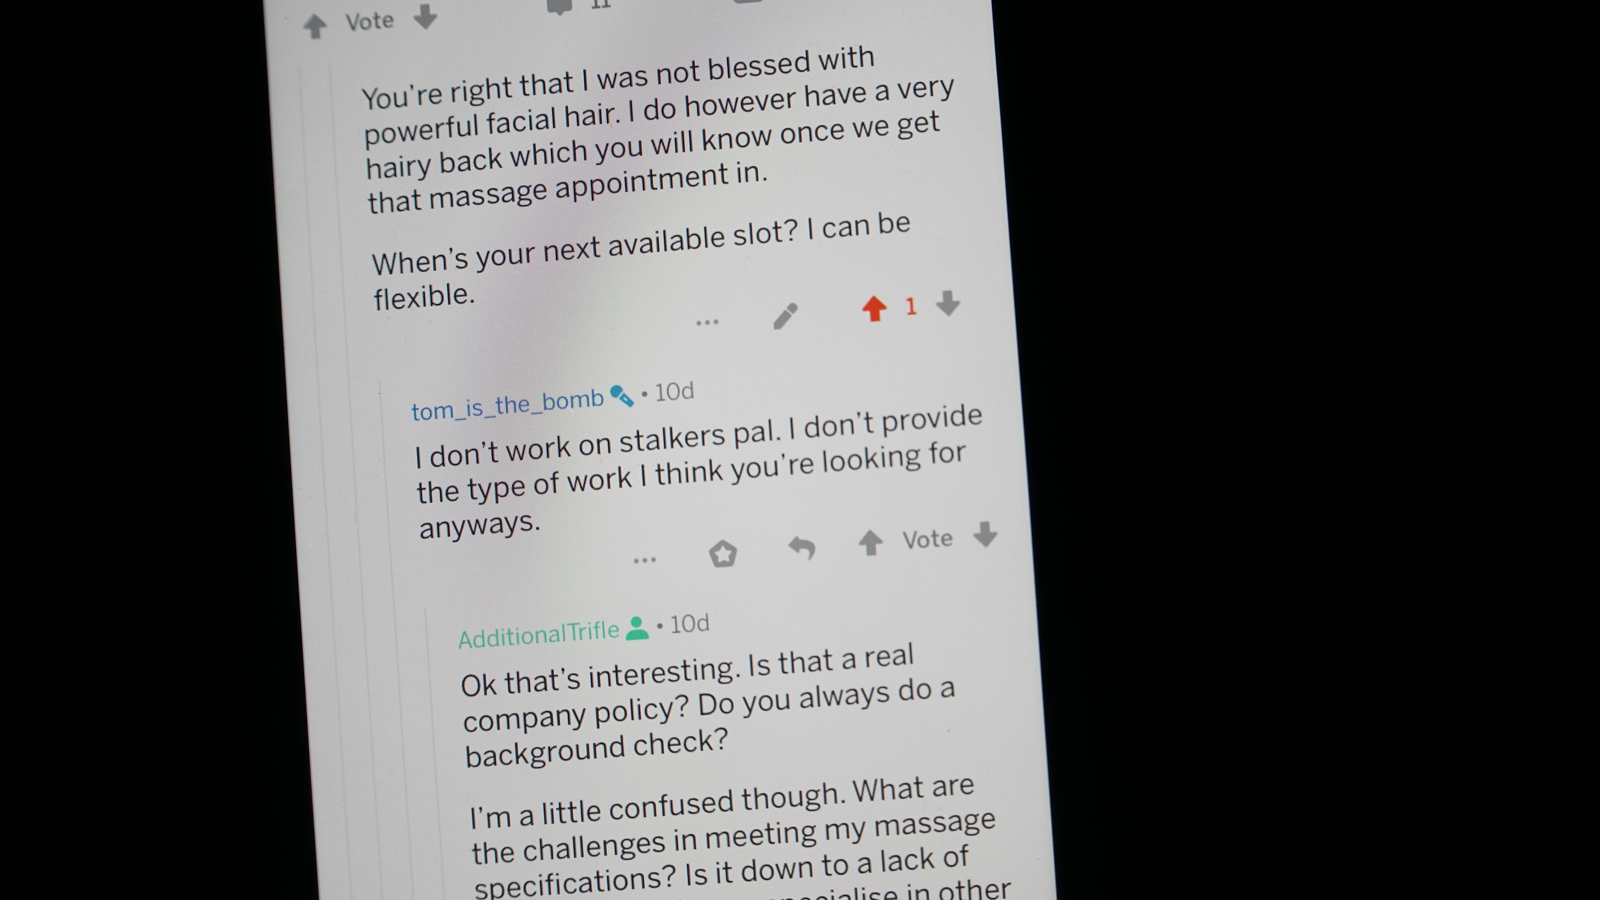 Vote 11
You're right that I was not blessed with
powerful facial hair. I do however have a very
hairy back which you will know once we get
that massage appointment in.
When's your next available slot? I can be
flexible.
... 1
tom_is_the_bomb • 10d
I don't work on stalkers pal. I don't provide
the type of work I think you're looking for
anyways.
... Vote
AdditionalTrifle • 10d
Ok that's interesting. Is that a real
company policy? Do you always do a
background check?
I'm a little confused though. What are
the challenges in meeting my massage
specifications? Is it down to a lack of
in other